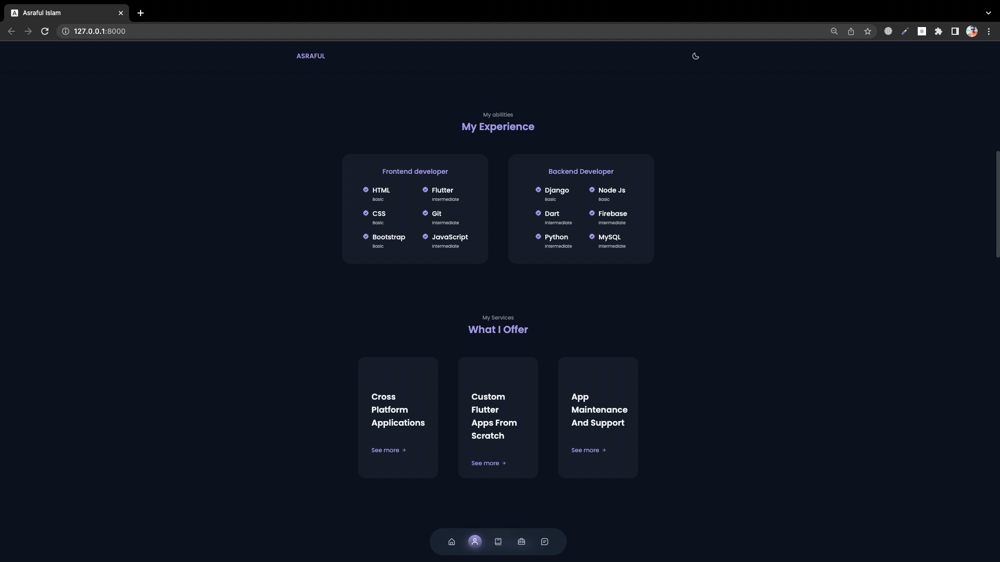 Asraful Islam
127.0.0.1:8000
B
ASRAFUL
My abilities
My Experience
Frontend developer
HTML
Basic
Flutter
Intermediate
CSS
Basic
Git
Intermediate
Bootstrap
Basic
JavaScript
Intermediate
Backend Developer
Django
Basic
Node Js
Basic
Dart
Intermediate
Firebase
Intermediate
Python
Intermediate
MySQL
Intermediate
My Services
What I Offer
Cross
Platform
Applications
See more
Custom
Flutter
Apps From
Scratch
See more
App
Maintenance
And Support
See more